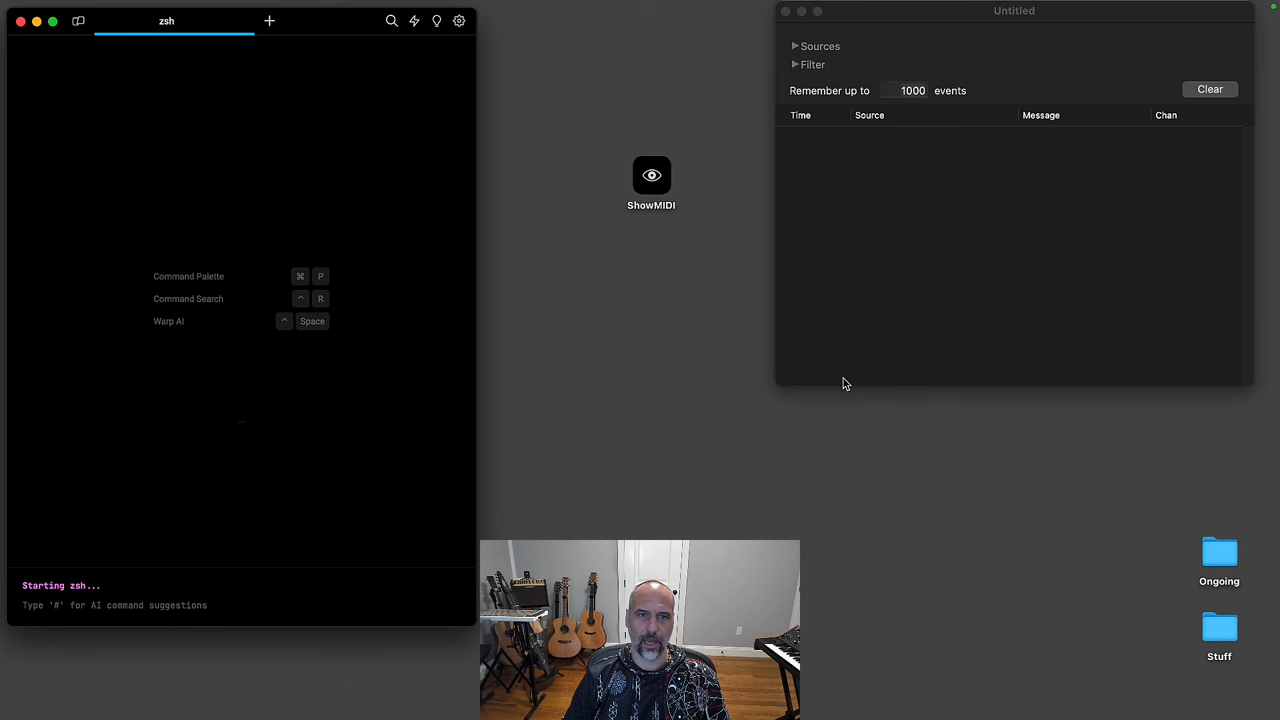 zsh
Command Palette ⌘ P
Command Search ^ R
Warp AI ^ Space
Starting zsh...
Type '#' for AI command suggestions
ShowMIDI
Untitled
Sources
Filter
Remember up to 1000 events Clear
Time Source Message Chan
Ongoing
Stuff